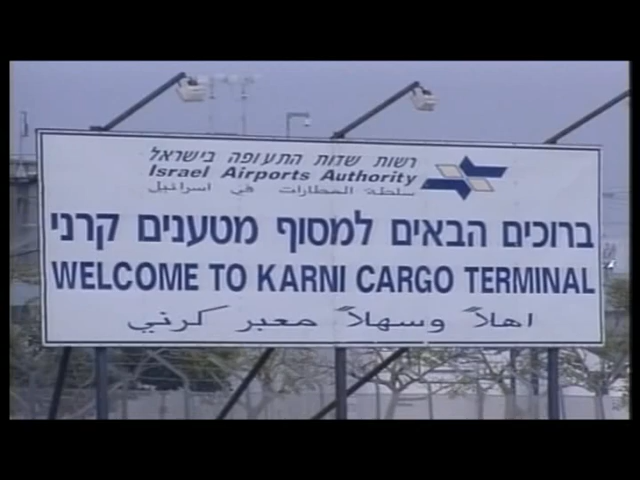 רשות שדות התעופה בישראל
Israel Airports Authority
سلطة المطارات في اسرائيل
ברוכים הבאים למסוף מטענים קרני
WELCOME TO KARNI CARGO TERMINAL
اهلاً وسهلاً معبر كرني